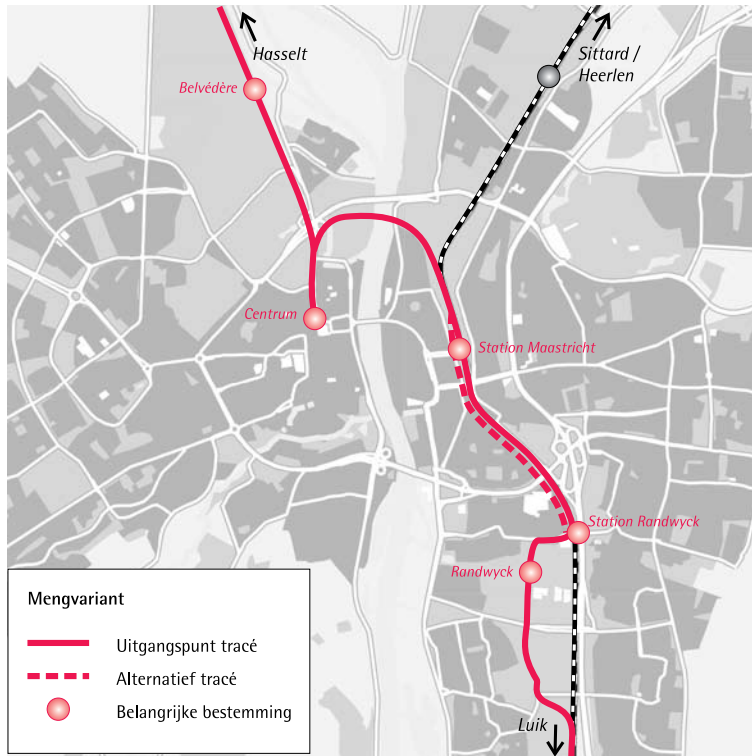 Hasselt
Sittard /
Heerlen
Belvédère
Centrum
Station Maastricht
Station Randwyck
Randwyck
Luik
Mengvariant
Uitgangspunt tracé
Alternatief tracé
Belangrijke bestemming